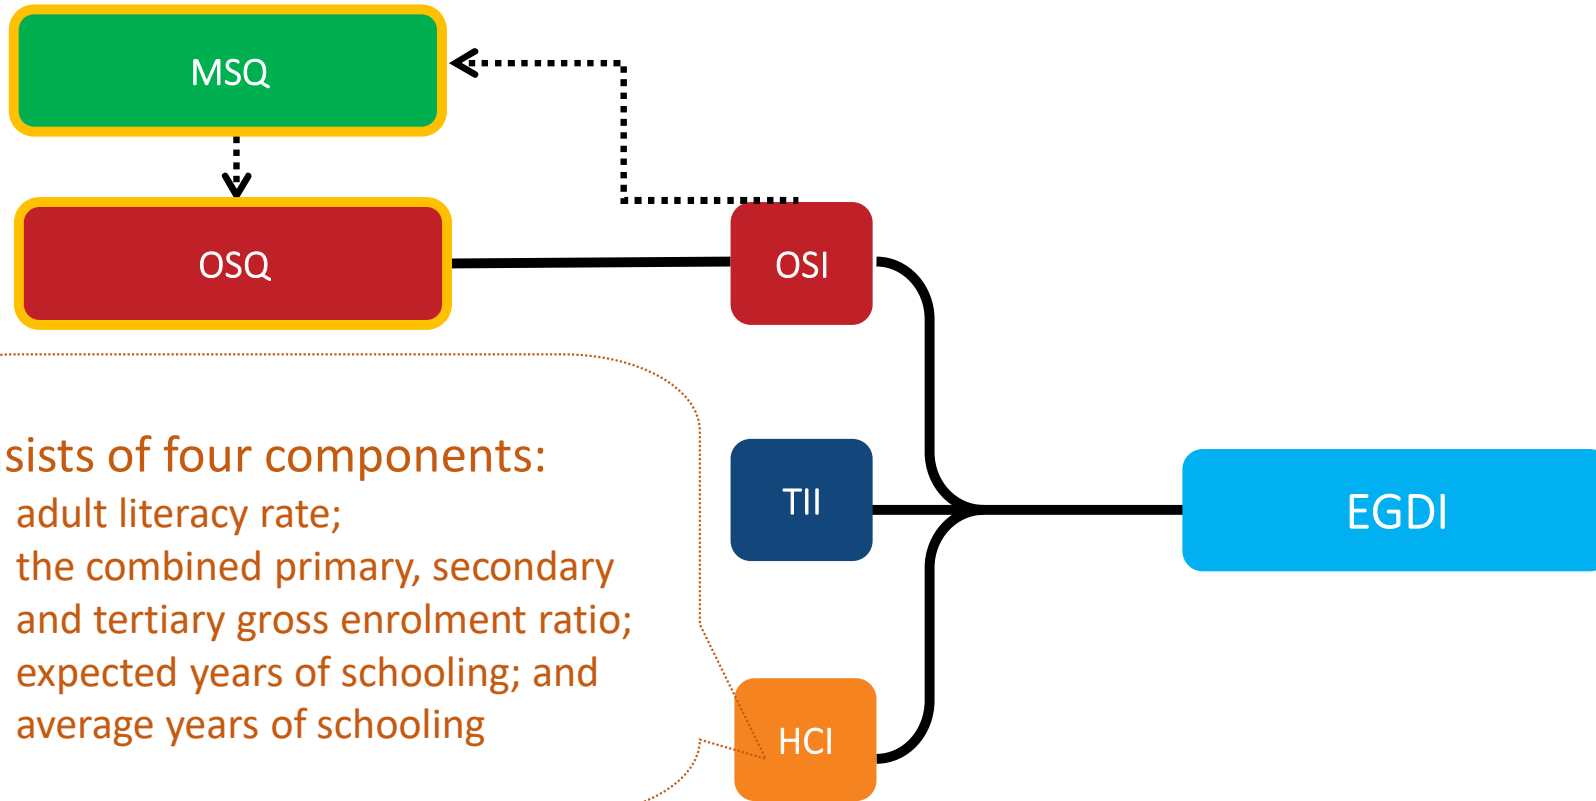 MSQ
OSQ
OSI
sists of four components:
adult literacy rate;
the combined primary, secondary
and tertiary gross enrolment ratio;
expected years of schooling; and
average years of schooling
TII
EGDI
HCI